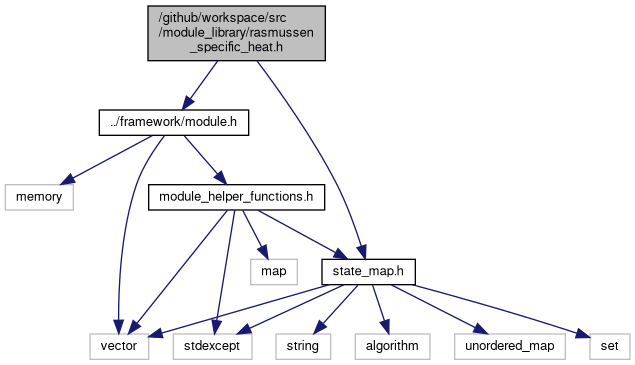 /github/workspace/src
/module_library/rasmussen
_specific_heat.h
../framework/module.h
memory
module_helper_functions.h
map
state_map.h
vector
stdexcept
string
algorithm
unordered_map
set